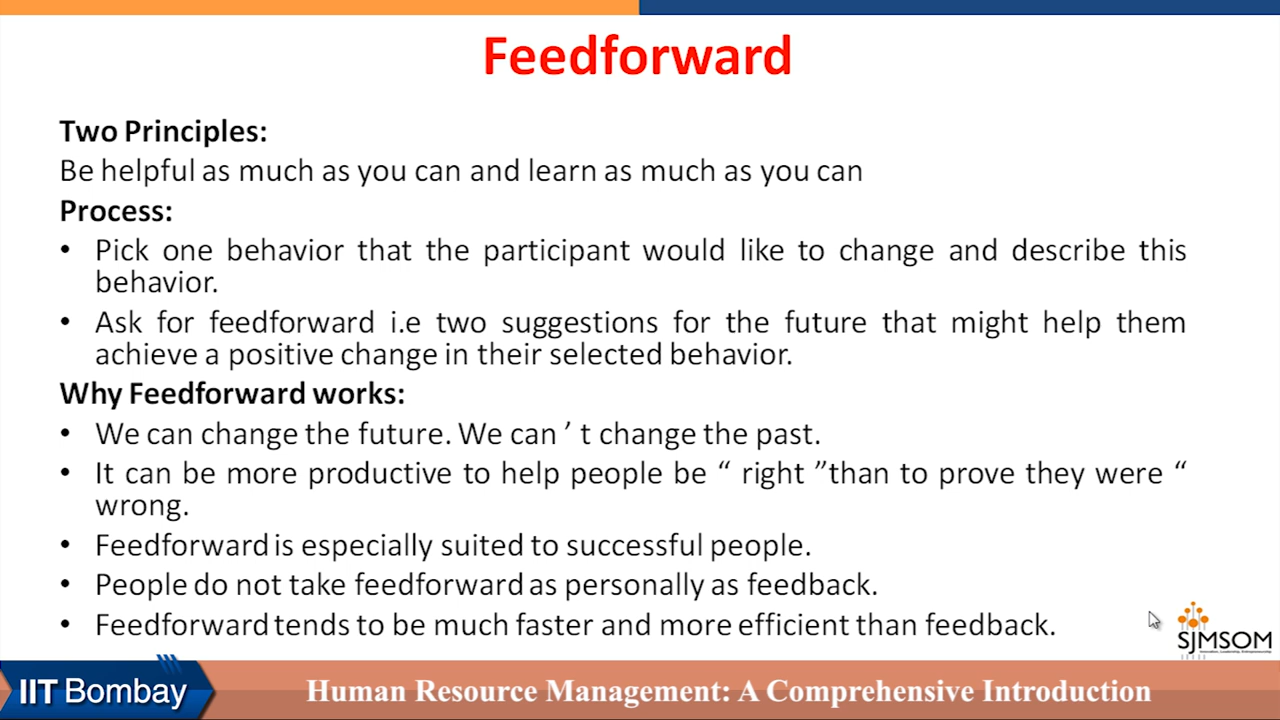 Feedforward
Two Principles:
Be helpful as much as you can and learn as much as you can
Process:
• Pick one behavior that the participant would like to change and describe this
behavior.
• Ask for feedforward i.e two suggestions for the future that might help them
achieve a positive change in their selected behavior.
Why Feedforward works:
• We can change the future. We can ’ t change the past.
• It can be more productive to help people be “ right ”than to prove they were “
wrong.
• Feedforward is especially suited to successful people.
• People do not take feedforward as personally as feedback.
• Feedforward tends to be much faster and more efficient than feedback.
SJMSOM
IIT Bombay
Human Resource Management: A Comprehensive Introduction